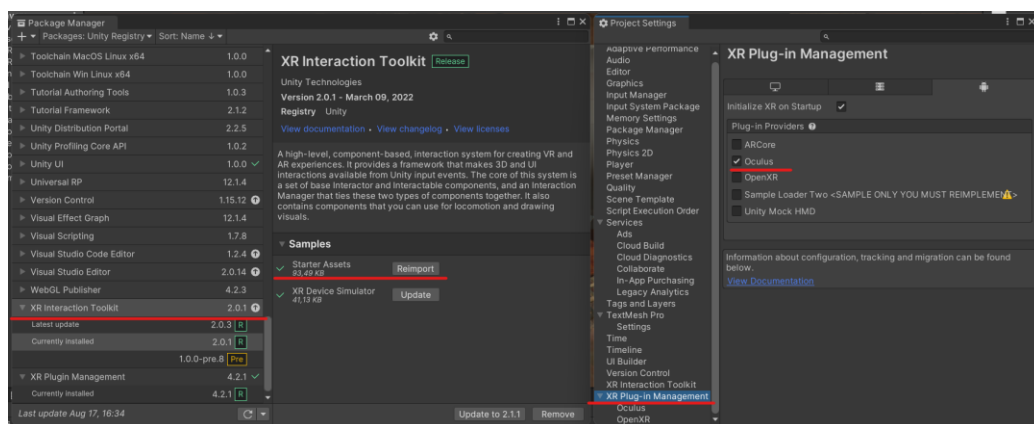 Package Manager
Packages: Unity Registry Sort: Name
Toolchain MacOS Linux x64 1.0.0
Toolchain Win Linux x64 1.0.0
Tutorial Authoring Tools 1.0.3
Tutorial Framework 2.1.2
Unity Distribution Portal 2.2.5
Unity Profiling Core API 1.0.2
Unity UI 1.0.0
Universal RP 12.1.4
Version Control 1.15.12
Visual Effect Graph 12.1.4
Visual Scripting 1.7.8
Visual Studio Code Editor 1.2.4
Visual Studio Editor 2.0.14
WebGL Publisher 4.2.3
XR Interaction Toolkit 2.0.1
Latest update 2.0.3 R
Currently Installed 2.0.1 R
1.0.0-pre.8 Pre
XR Plugin Management 4.2.1
Currently Installed 4.2.1 R
Last update Aug 17, 16:34
XR Interaction Toolkit Release
Unity Technologies
Version 2.0.1 - March 09, 2022
Registry Unity
View documentation • View changelog • View licenses
A high-level, component-based, interaction system for creating VR and
AR experiences. It provides a framework that makes 3D and UI
interactions available from Unity input events. The core of this system is
a set of base Interactor and Interactable components, and an Interaction
Manager that ties these two types of components together. It also
contains components that you can use for locomotion and drawing
visuals.
Samples
Starter Assets
93,49 KB
Reimport
XR Device Simulator
41,13 KB
Update
Update to 2.1.1 Remove
Project Settings
Adaptive Performance
Audio
Editor
Graphics
Input Manager
Input System Package
Memory Settings
Package Manager
Physics
Physics 2D
Player
Preset Manager
Quality
Scene Template
Script Execution Order
Services
Ads
Cloud Build
Cloud Diagnostics
Collaborate
In-App Purchasing
Legacy Analytics
Tags and Layers
TextMesh Pro
Settings
Time
Timeline
UI Builder
Version Control
XR Interaction Toolkit
XR Plug-in Management
Oculus
OpenXR
XR Plug-in Management
Initialize XR on Startup
Plug-in Providers
ARCore
Oculus
OpenXR
Sample Loader Two <SAMPLE ONLY YOU MUST REIMPLEMENT>
Unity Mock HMD
Information about configuration, tracking and migration can be found
below.
View Documentation